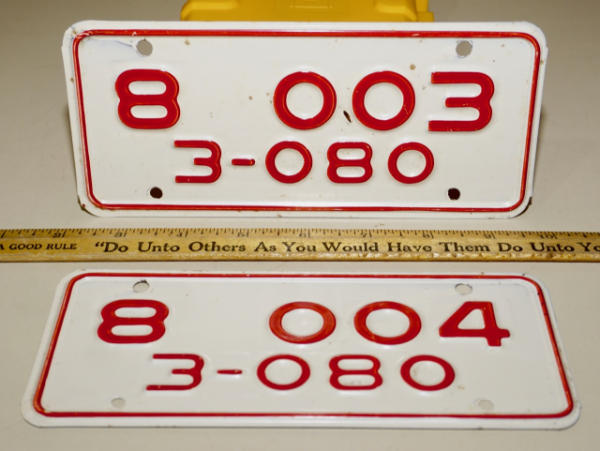 8 003
3-080
A GOOD RULE "Do Unto Others As You Would Have Them Do Unto Yo
8 004
3-080